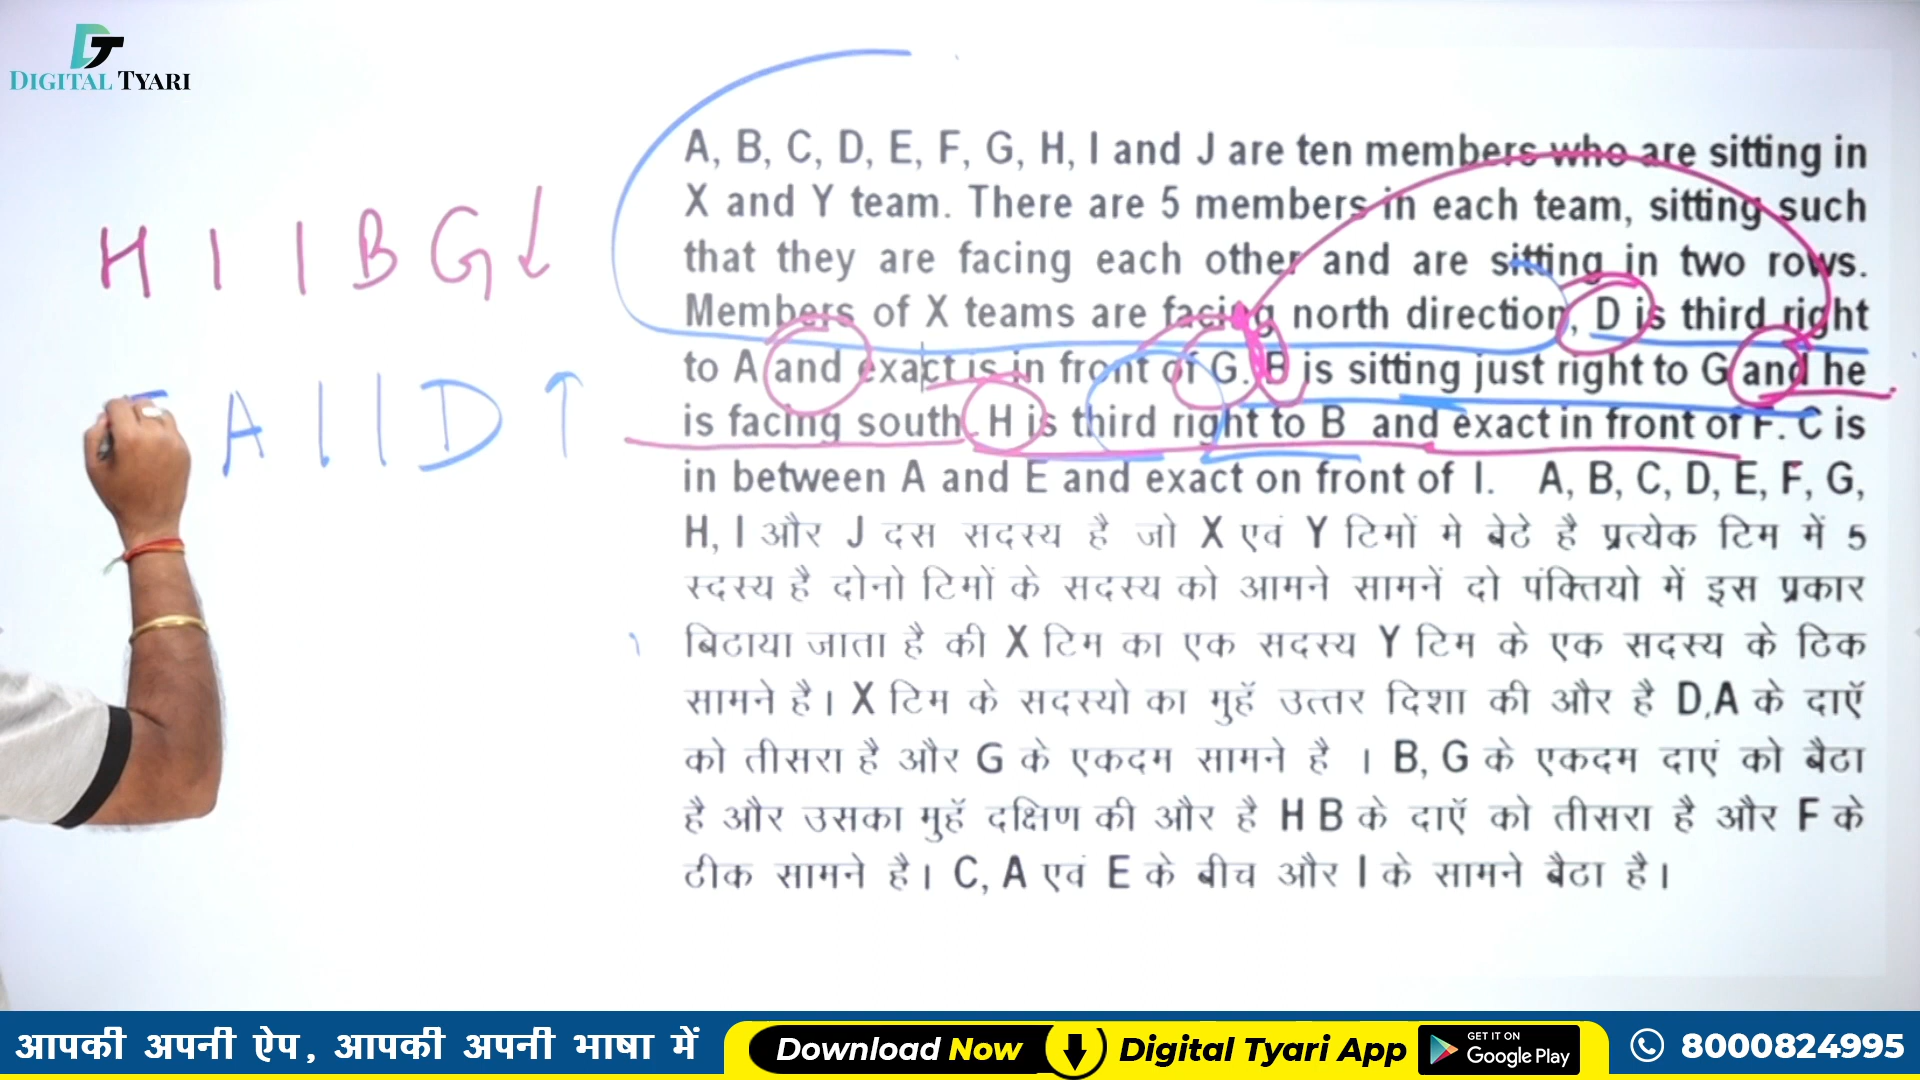 DIGITAL TYARI
A, B, C, D, E, F, G, H, I and J are ten members who are sitting in
X and Y team. There are 5 members in each team, sitting such
that they are facing each other and are sitting in two rows.
Members of X teams are facing north direction, D is third right
to A and exact is in front of G. B is sitting just right to G and he
is facing south. H is third right to B and exact in front of F. C is
in between A and E and exact on front of I. A, B, C, D, E, F, G,
H, I और J दस सदस्य है जो X एवं Y टिमों मे बेटे है प्रत्येक टिम में 5
स्दस्य है दोनो टिमों के सदस्य को आमने सामनें दो पंक्तियो में इस प्रकार
बिटाया जाता है की X टिम का एक सदस्य Y टिम के एक सदस्य के ठिक
सामने है। X टिम के सदस्यो का मुहॅ उत्तर दिशा की और है D,A के दाऍ
को तीसरा है और G के एकदम सामने है । B, G के एकदम दाएं को बैठा
है और उसका मुहॅ दक्षिण की और है H B के दाऍ को तीसरा है और F के
ठीक सामने है। C, A एवं E के बीच और I के सामने बैठा है।
H I I B G ↓
A I I D ↑
आपकी अपनी ऐप, आपकी अपनी भाषा में
Download Now
Digital Tyari App
GET IT ON
Google Play
8000824995